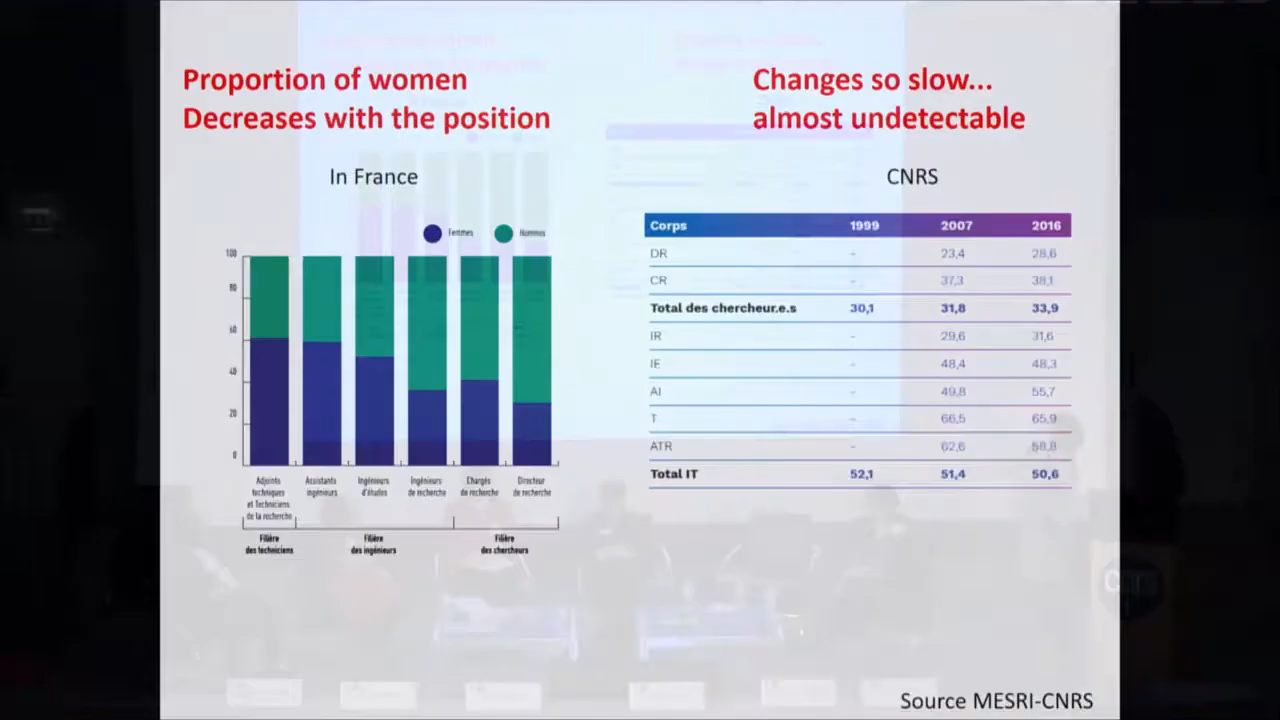 Proportion of women
Decreases with the position
In France
Femmes
Hommes
100
80
60
40
20
0
Adjoints
techniques
et Techniciens
de la recherche
Assistants
ingénieurs
Ingénieurs
d'études
Ingénieurs
de recherche
Chargés
de recherche
Directeur
de recherche
Filière
des techniciens
Filière
des ingénieurs
Filière
des chercheurs
Changes so slow...
almost undetectable
CNRS
Corps 1999 2007 2016
DR - 23,4 28,6
CR - 37,3 38,1
Total des chercheur.e.s 30,1 31,8 33,9
IR - 29,6 31,6
IE - 48,4 48,3
AI - 49,8 55,7
T - 66,5 65,9
ATR - 62,6 58,8
Total IT 52,1 51,4 50,6
Source MESRI-CNRS